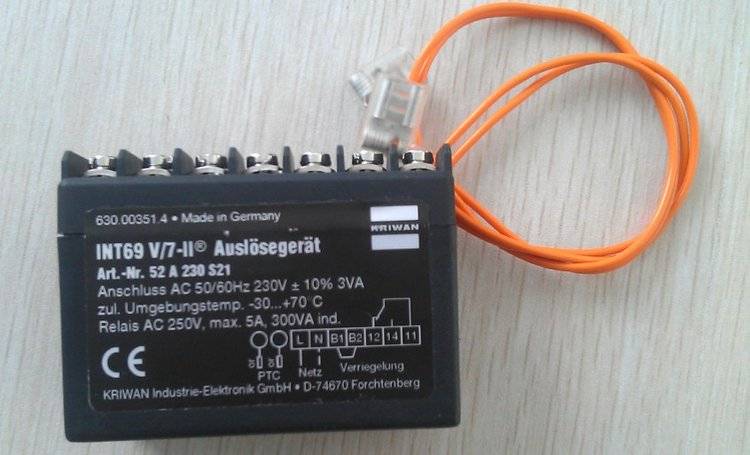 630.00351.4 • Made in Germany
KRIWAN
INT69 V/7-II® Auslösegerät
Art.-Nr. 52 A 230 S21
Anschluss AC 50/60Hz 230V ± 10% 3VA
zul. Umgebungstemp. -30...+70°C
Relais AC 250V, max. 5A, 300VA ind.
L N B1 B2 12 14 11
CE
PTC Netz Verriegelung
KRIWAN Industrie-Elektronik GmbH • D-74670 Forchtenberg